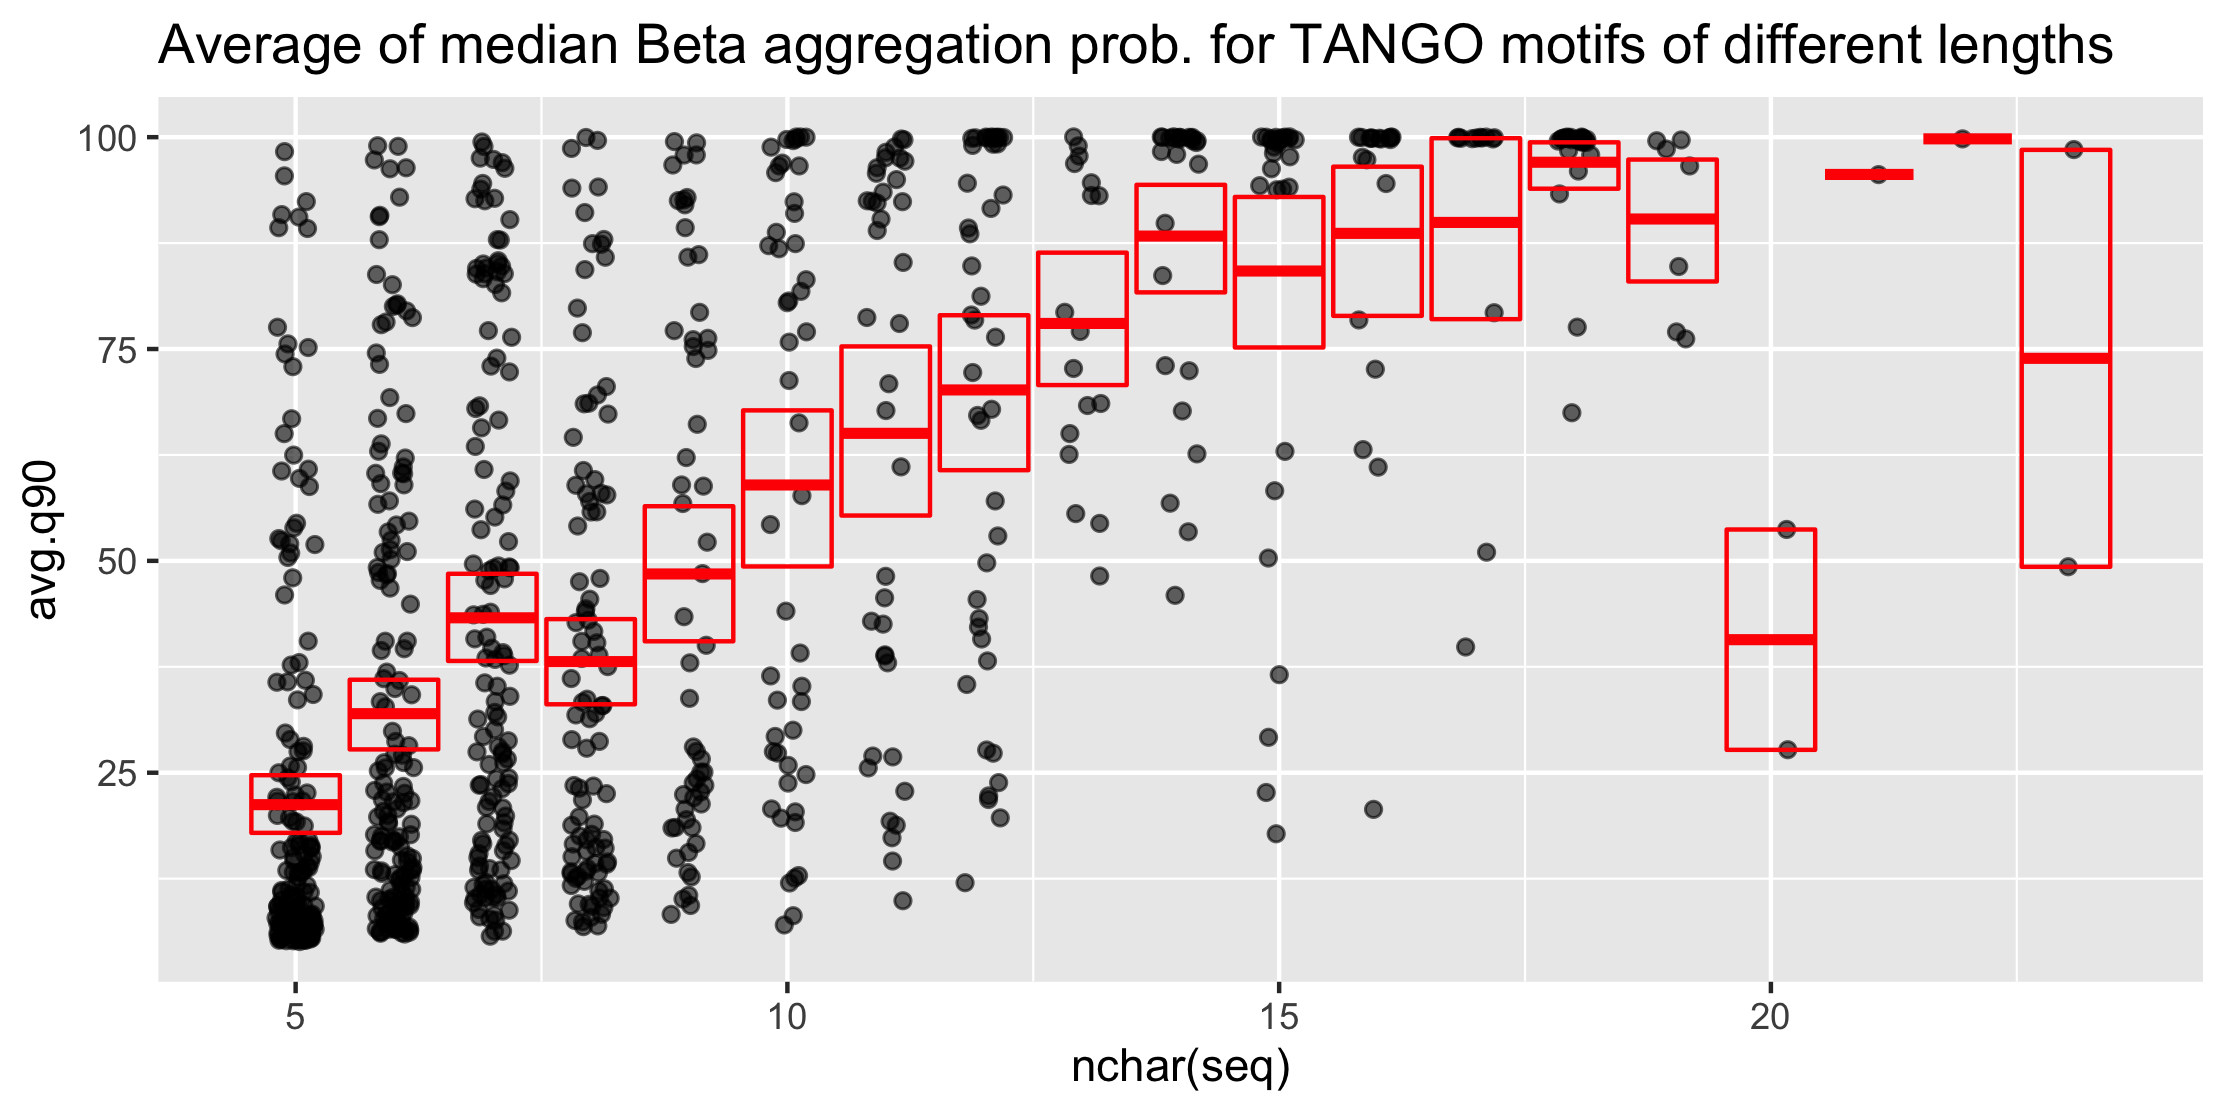 Average of median Beta aggregation prob. for TANGO motifs of different lengths
100
75
50
25
avg.q90
5 10 15 20
nchar(seq)